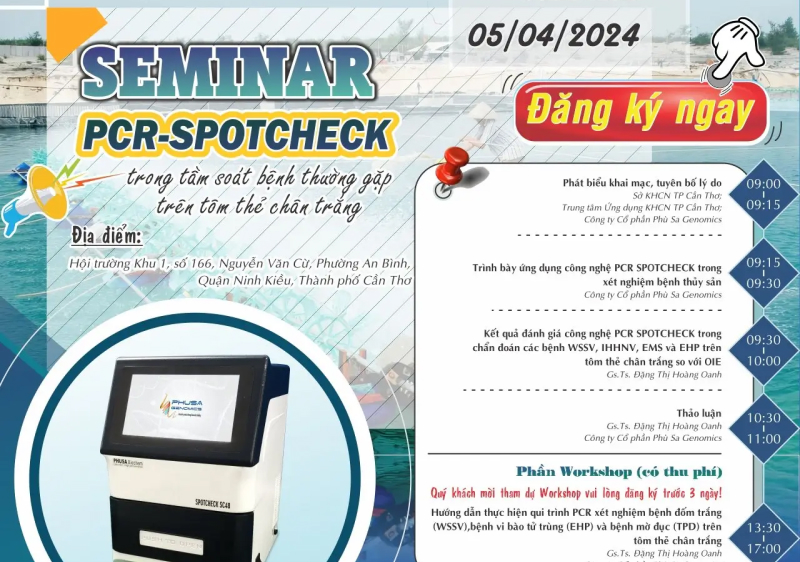 SEMINAR
PCR-SPOTCHECK
trong tầm soát bệnh thường gặp
trên tôm thẻ chân trắng
Địa điểm:
Hội trường Khu 1, số 166, Nguyễn Văn Cừ, Phường An Bình,
Quận Ninh Kiều, Thành phố Cần Thơ
PHUSA
GENOMICS
PHUSA Biochem
SPOTCHECK SC48
05/04/2024
Đăng ký ngay
Phát biểu khai mạc, tuyên bố lý do
Sở KHCN TP Cần Thơ;
Trung tâm Ứng dụng KHCN TP Cần Thơ;
Công ty Cổ phần Phù Sa Genomics
09:00
09:15
Trình bày ứng dụng công nghệ PCR SPOTCHECK trong
xét nghiệm bệnh thủy sản
Công ty Cổ phần Phù Sa Genomics
09:15
09:30
Kết quả đánh giá công nghệ PCR SPOTCHECK trong
chẩn đoán các bệnh WSSV, IHHNV, EMS và EHP trên
tôm thẻ chân trắng so với OIE
Gs.Ts. Đặng Thị Hoàng Oanh
09:30
10:00
Thảo luận
Gs.Ts. Đặng Thị Hoàng Oanh
Công ty Cổ phần Phù Sa Genomics
10:30
11:00
Phần Workshop (có thu phí)
Quý khách mời tham dự Workshop vui lòng đăng ký trước 3 ngày!
Hướng dẫn thực hiện qui trình PCR xét nghiệm bệnh đốm trắng
(WSSV),bệnh vi bào tử trùng (EHP) và bệnh mờ đục (TPD) trên
tôm thẻ chân trắng
Gs.Ts. Đặng Thị Hoàng Oanh
13:30
17:00